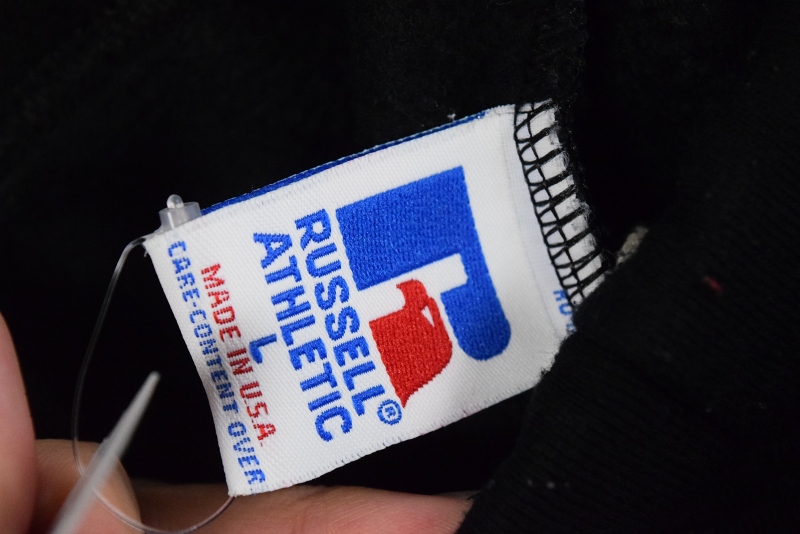 RUSSELL®
ATHLETIC
L
MADE IN U.S.A.
CARE-CONTENT OVER